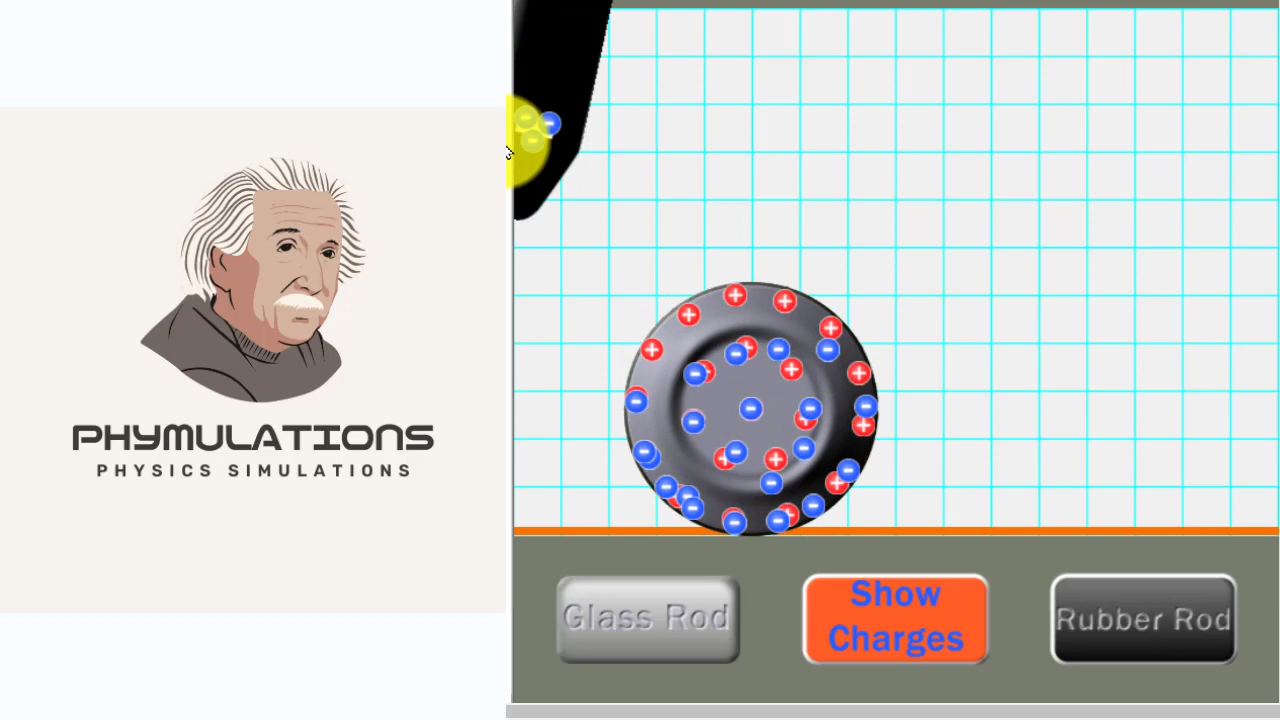 PHYMULATIONS
PHYSICS SIMULATIONS
Glass Rod
Show
Charges
Rubber Rod